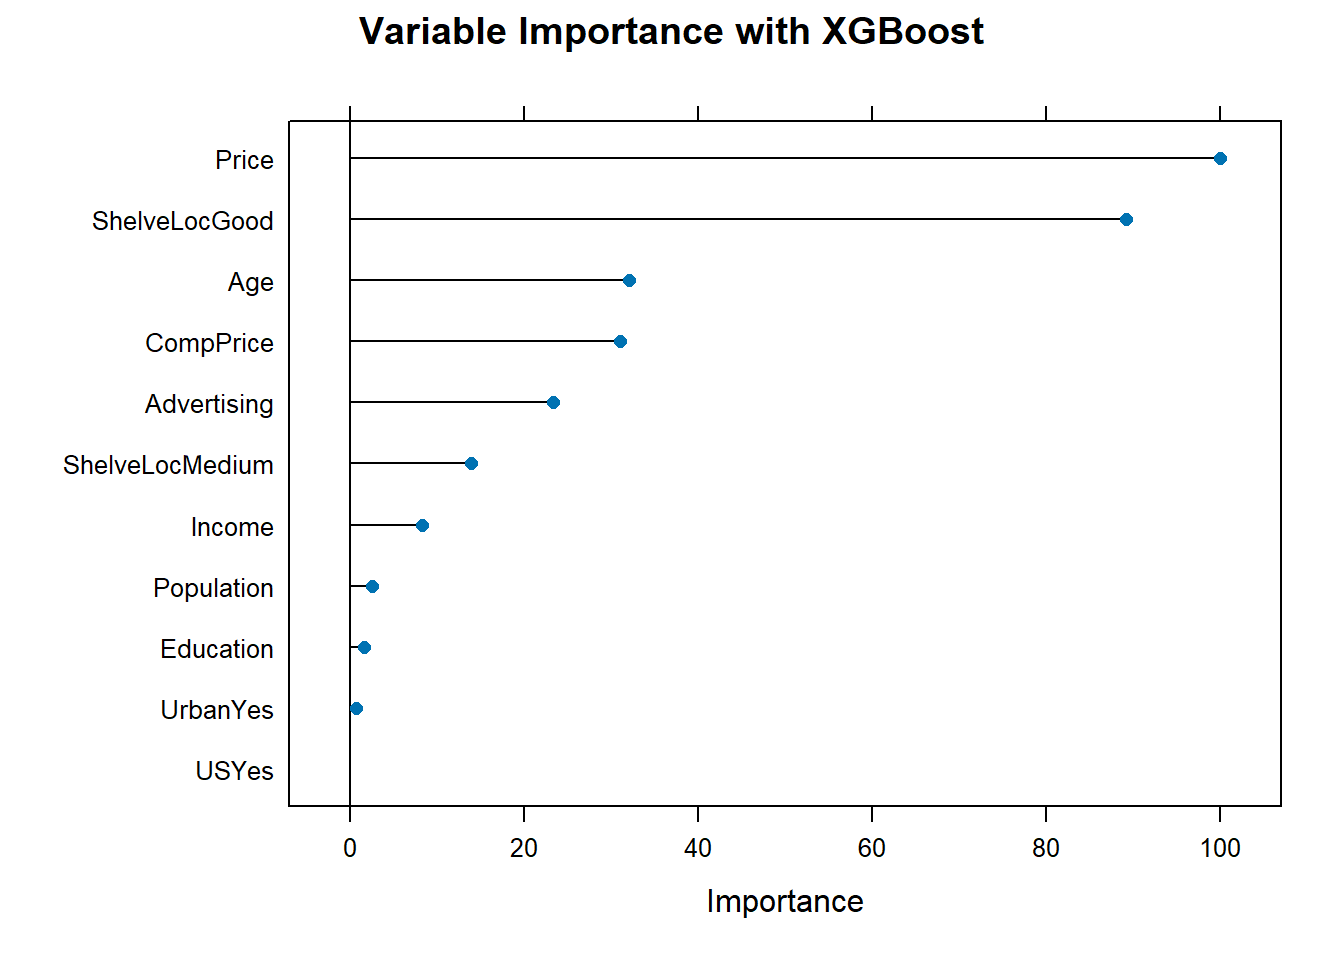 Variable Importance with XGBoost
Price
ShelveLocGood
Age
CompPrice
Advertising
ShelveLocMedium
Income
Population
Education
UrbanYes
USYes
0 20 40 60 80 100
Importance